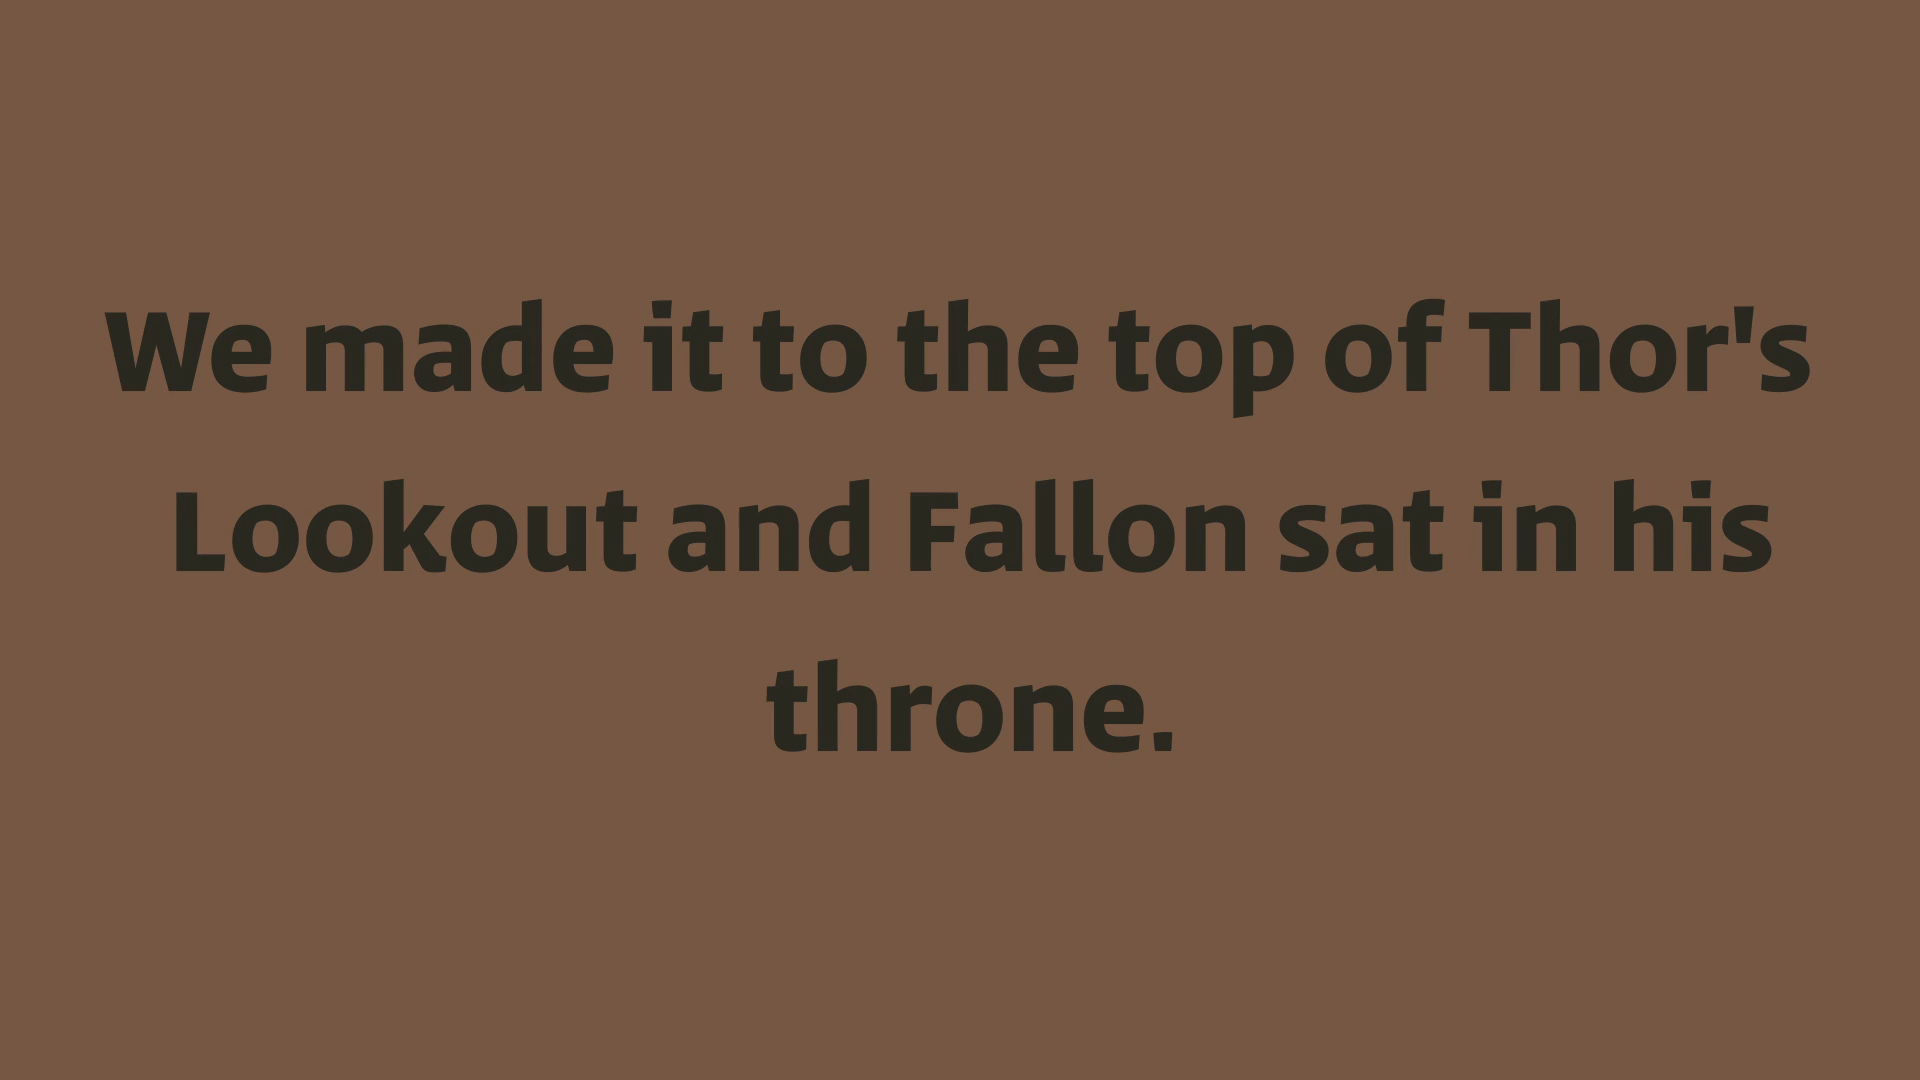 We made it to the top of Thor's
Lookout and Fallon sat in his
throne.